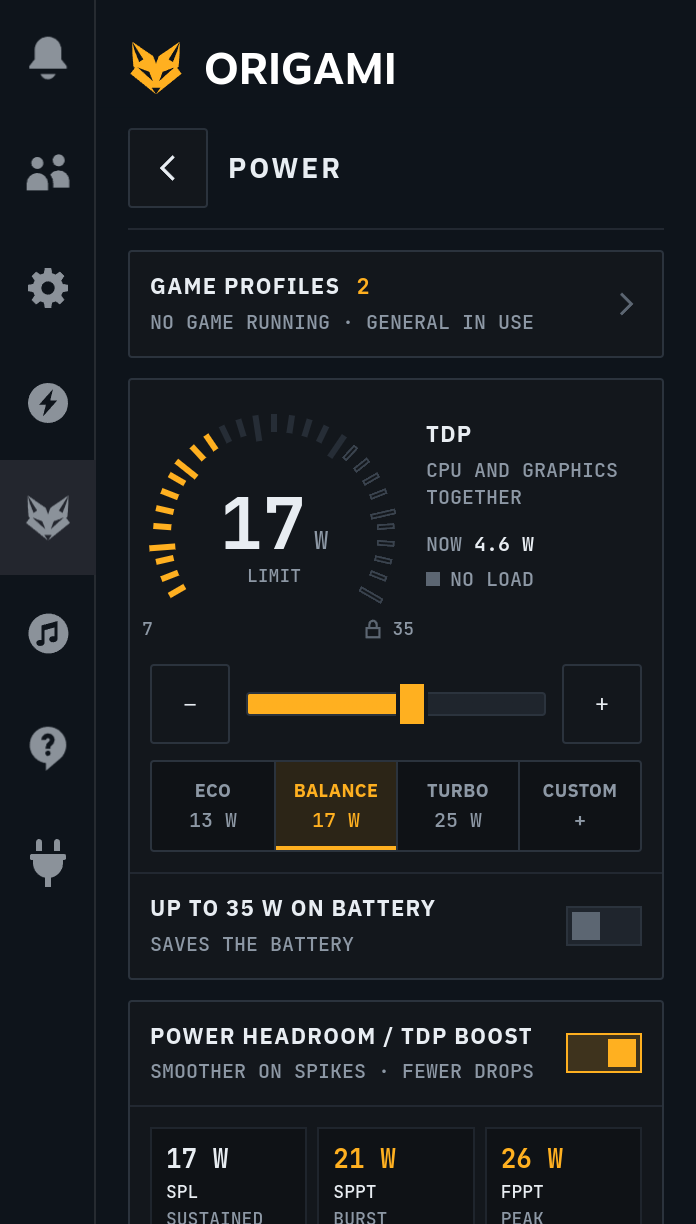 ORIGAMI
POWER
GAME PROFILES 2
NO GAME RUNNING · GENERAL IN USE
TDP
CPU AND GRAPHICS
TOGETHER
17 W
LIMIT
NOW 4.6 W
NO LOAD
7
35
− +
ECO BALANCE TURBO CUSTOM
13 W 17 W 25 W +
UP TO 35 W ON BATTERY
SAVES THE BATTERY
POWER HEADROOM / TDP BOOST
SMOOTHER ON SPIKES · FEWER DROPS
17 W 21 W 26 W
SPL SPPT FPPT
SUSTAINED BURST PEAK